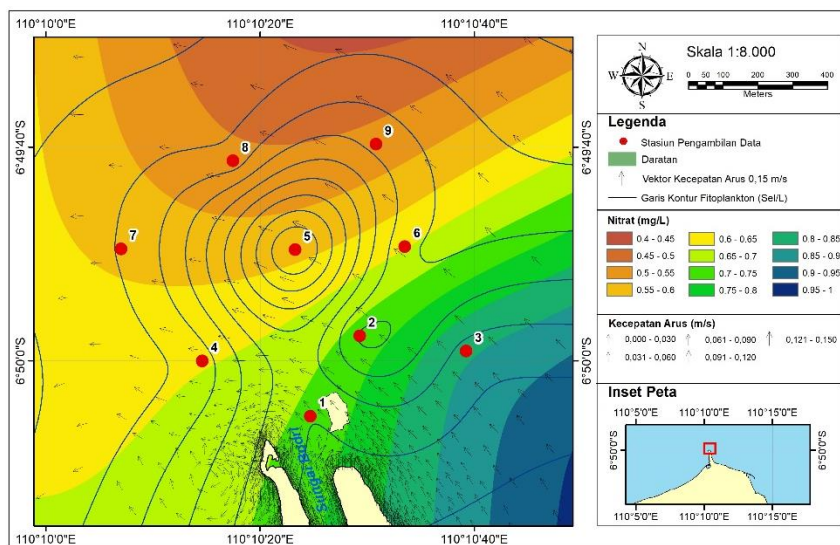 110°10'0"E 110°10'20"E 110°10'40"E
6°49'40"S
6°50'0"S
9
8
7
5
6
2
3
4
1
Sungai Bodri
110°10'0"E 110°10'20"E 110°10'40"E
6°49'40"S
6°50'0"S
N
W E
S
Skala 1:8.000
0 50 100 200 300 400
Meters
Legenda
Stasiun Pengambilan Data
Daratan
Vektor Kecepatan Arus 0,15 m/s
Garis Kontur Fitoplankton (Sel/L)
Nitrat (mg/L)
0.4 - 0.45 0.6 - 0.65 0.8 - 0.85
0.45 - 0.5 0.65 - 0.7 0.85 - 0.9
0.5 - 0.55 0.7 - 0.75 0.9 - 0.95
0.55 - 0.6 0.75 - 0.8 0.95 - 1
Kecepatan Arus (m/s)
0,000 - 0,030 0,061 - 0,090 0,121 - 0,150
0,031 - 0,060 0,091 - 0,120
Inset Peta
110°5'0"E 110°10'0"E 110°15'0"E
6°50'0"S
6°50'0"S
110°5'0"E 110°10'0"E 110°15'0"E